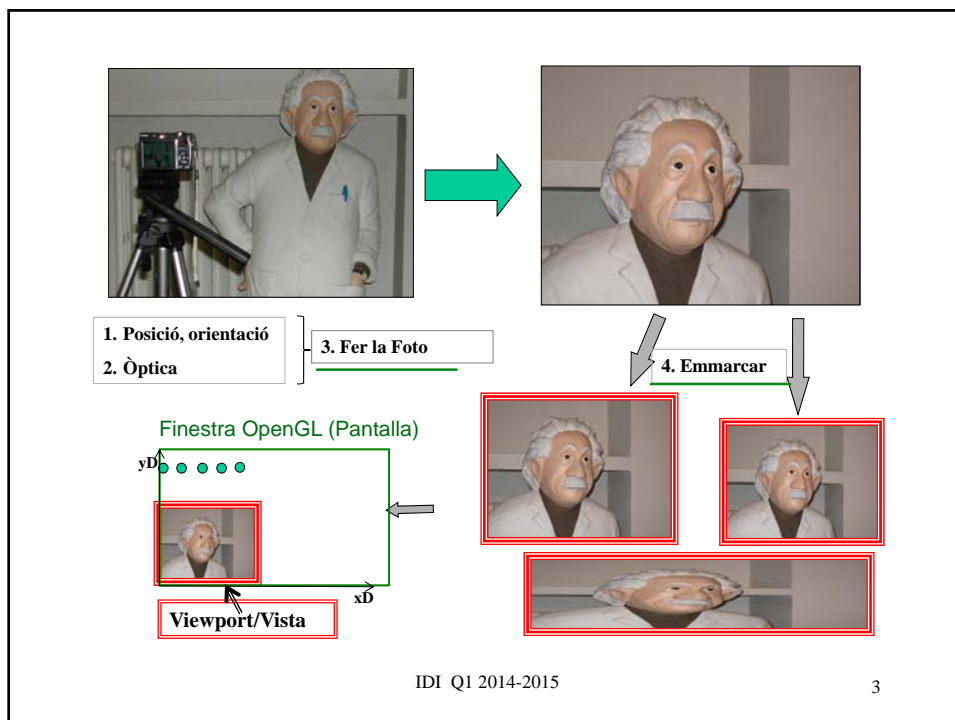 1. Posició, orientació
2. Òptica
3. Fer la Foto
4. Emmarcar
Finestra OpenGL (Pantalla)
yD
xD
Viewport/Vista
IDI Q1 2014-2015
3